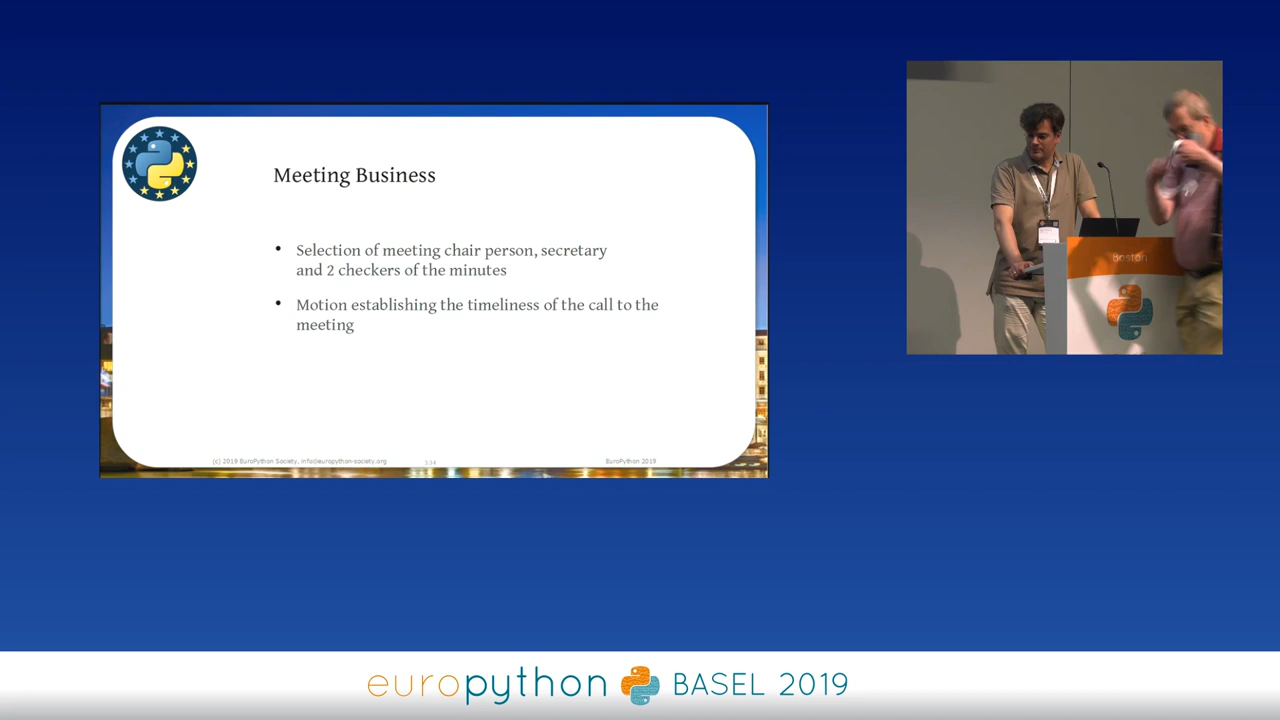 Meeting Business
• Selection of meeting chair person, secretary
and 2 checkers of the minutes
• Motion establishing the timeliness of the call to the
meeting
(c) 2019 EuroPython Society, info@europython-society.org
EuroPython 2019
Boston
europython BASEL 2019